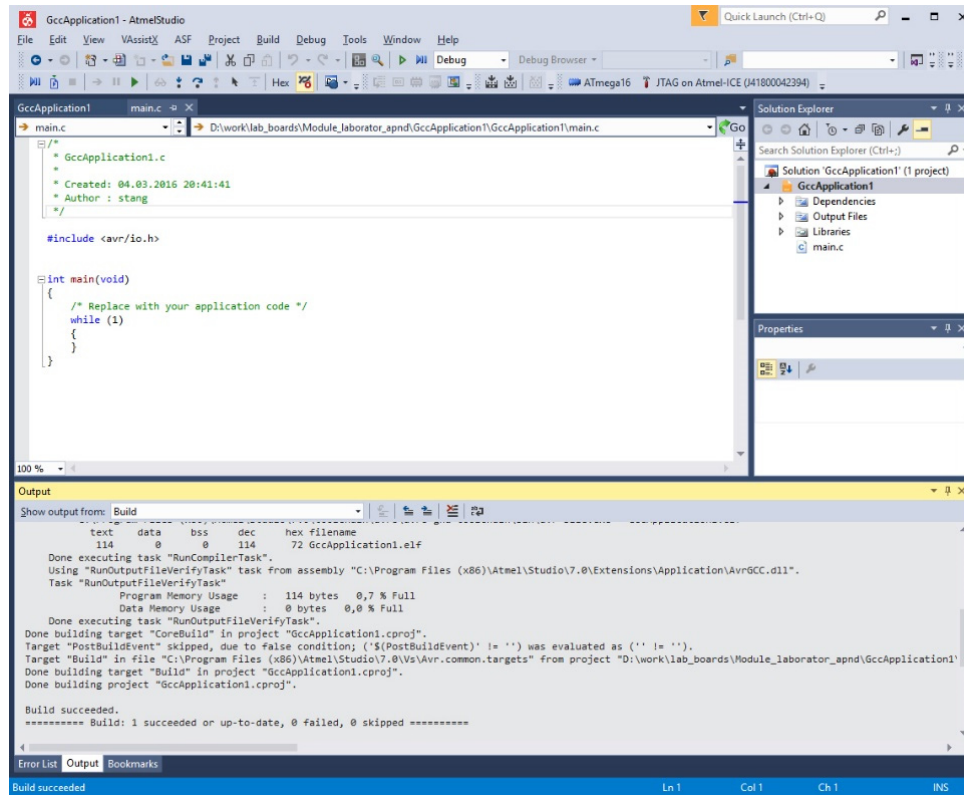 GccApplication1 - AtmelStudio
Quick Launch (Ctrl+Q)
File Edit View VAssistX ASF Project Build Debug Tools Window Help
Debug Debug Browser
Hex ATmega16 JTAG on Atmel-ICE (J41800042394)
GccApplication1 main.c
main.c D:\work\lab_boards\Module_laborator_apnd\GccApplication1\GccApplication1\main.c Go
/*
* GccApplication1.c
*
* Created: 04.03.2016 20:41:41
* Author : stang
*/
#include <avr/io.h>
int main(void)
{
/* Replace with your application code */
while (1)
{
}
}
100 %
Solution Explorer
Search Solution Explorer (Ctrl+;)
Solution 'GccApplication1' (1 project)
GccApplication1
Dependencies
Output Files
Libraries
main.c
Properties
Output
Show output from: Build
text data bss dec hex filename
114 0 0 114 72 GccApplication1.elf
Done executing task "RunCompilerTask".
Using "RunOutputFileVerifyTask" task from assembly "C:\Program Files (x86)\Atmel\Studio\7.0\Extensions\Application\AvrGCC.dll".
Task "RunOutputFileVerifyTask"
Program Memory Usage : 114 bytes 0,7 % Full
Data Memory Usage : 0 bytes 0,0 % Full
Done executing task "RunOutputFileVerifyTask".
Done building target "CoreBuild" in project "GccApplication1.cproj".
Target "PostBuildEvent" skipped, due to false condition; ('$(PostBuildEvent)' != '') was evaluated as ('' != '').
Target "Build" in file "C:\Program Files (x86)\Atmel\Studio\7.0\Vs\Avr.common.targets" from project "D:\work\lab_boards\Module_laborator_apnd\GccApplication1\
Done building target "Build" in project "GccApplication1.cproj".
Done building project "GccApplication1.cproj".
Build succeeded.
========== Build: 1 succeeded or up-to-date, 0 failed, 0 skipped ==========
Error List Output Bookmarks
Build succeeded Ln 1 Col 1 Ch 1 INS